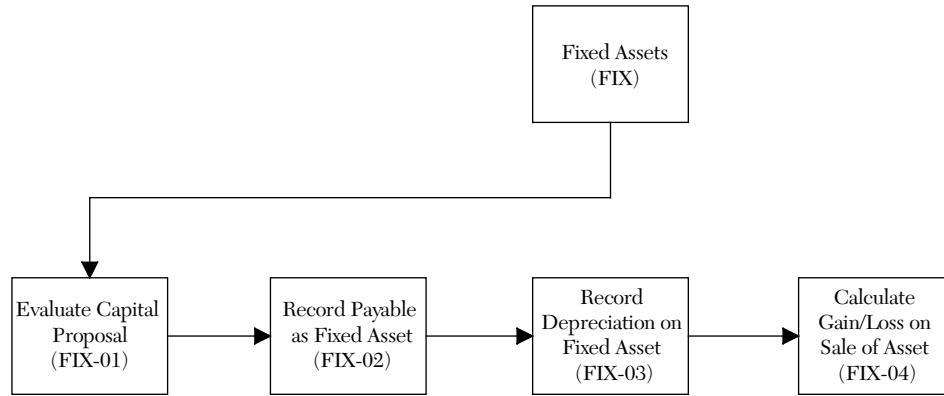 Fixed Assets
(FIX)
Evaluate Capital
Proposal
(FIX-01)
Record Payable
as Fixed Asset
(FIX-02)
Record
Depreciation on
Fixed Asset
(FIX-03)
Calculate
Gain/Loss on
Sale of Asset
(FIX-04)